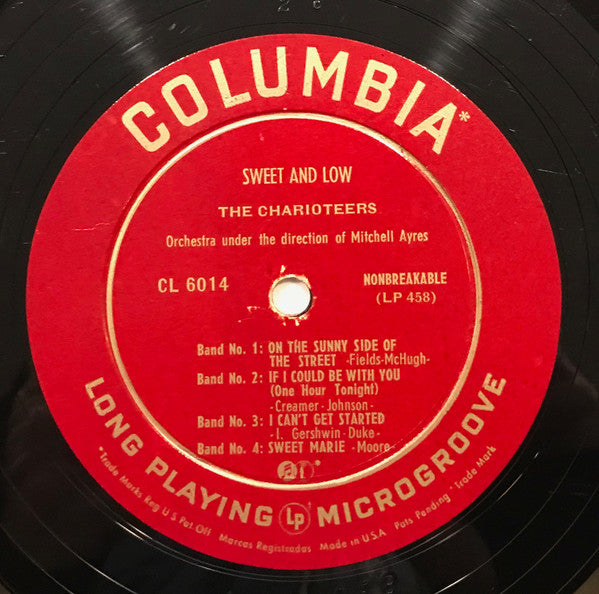 COLUMBIA*
SWEET AND LOW
THE CHARIOTEERS
Orchestra under the direction of Mitchell Ayres
CL 6014
NONBREAKABLE
(LP 458)
Band No. 1: ON THE SUNNY SIDE OF
THE STREET -Fields-McHugh-
Band No. 2: IF I COULD BE WITH YOU
(One Hour Tonight)
-Creamer-Johnson-
Band No. 3: I CAN'T GET STARTED
-I. Gershwin-Duke-
Band No. 4: SWEET MARIE -Moore-
LONG PLAYING Lp MICROGROOVE
*Trade Marks Reg U S Pat. Off Marcas Registradas Made in U.S.A Pats Pending *Trade Mark